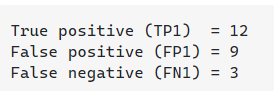 True positive (TP1)  = 12
False positive (FP1) = 9
False negative (FN1) = 3